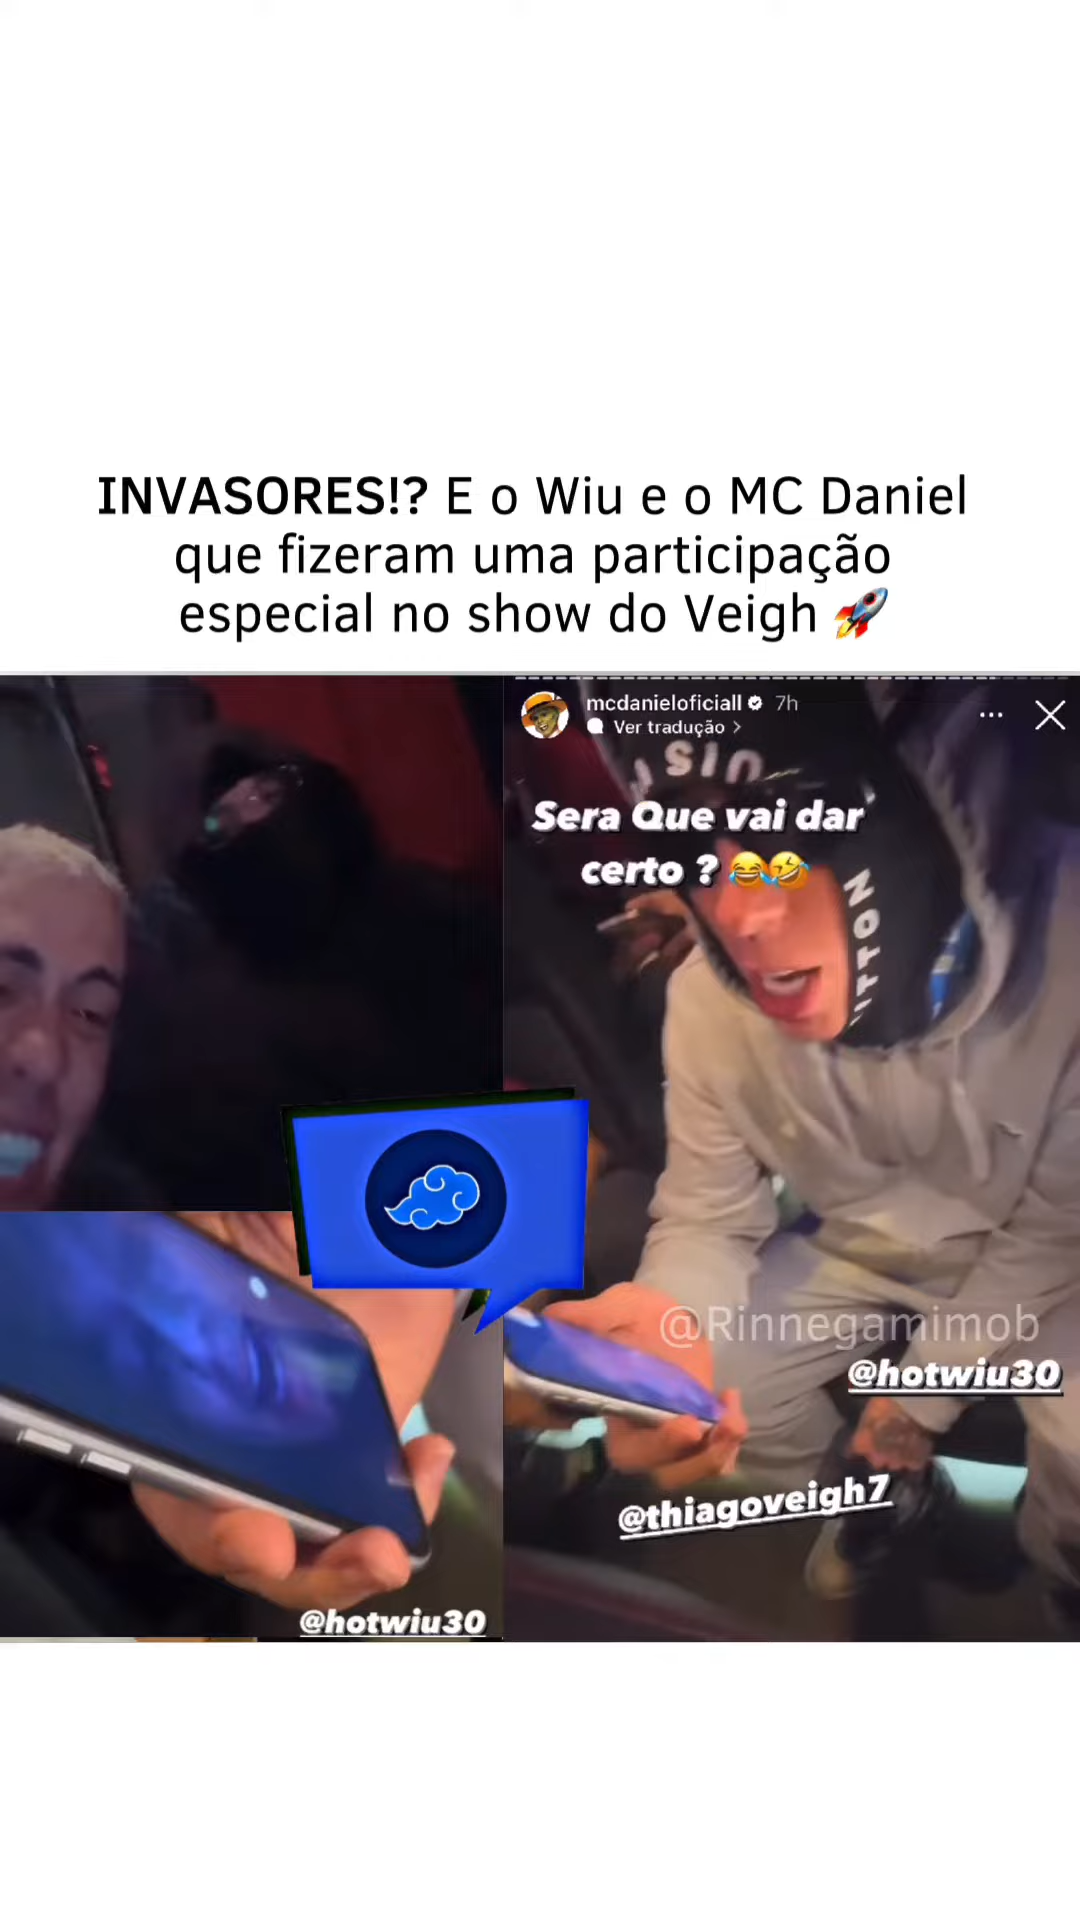 INVASORES!? E o Wiu e o MC Daniel
que fizeram uma participação
especial no show do Veigh 🚀
mcdanieloficiall 7h
Ver tradução >
Sera Que vai dar
certo ? 😂🤣
@Rinnegamimob
@hotwiu30
@thiagoveigh7
@hotwiu30